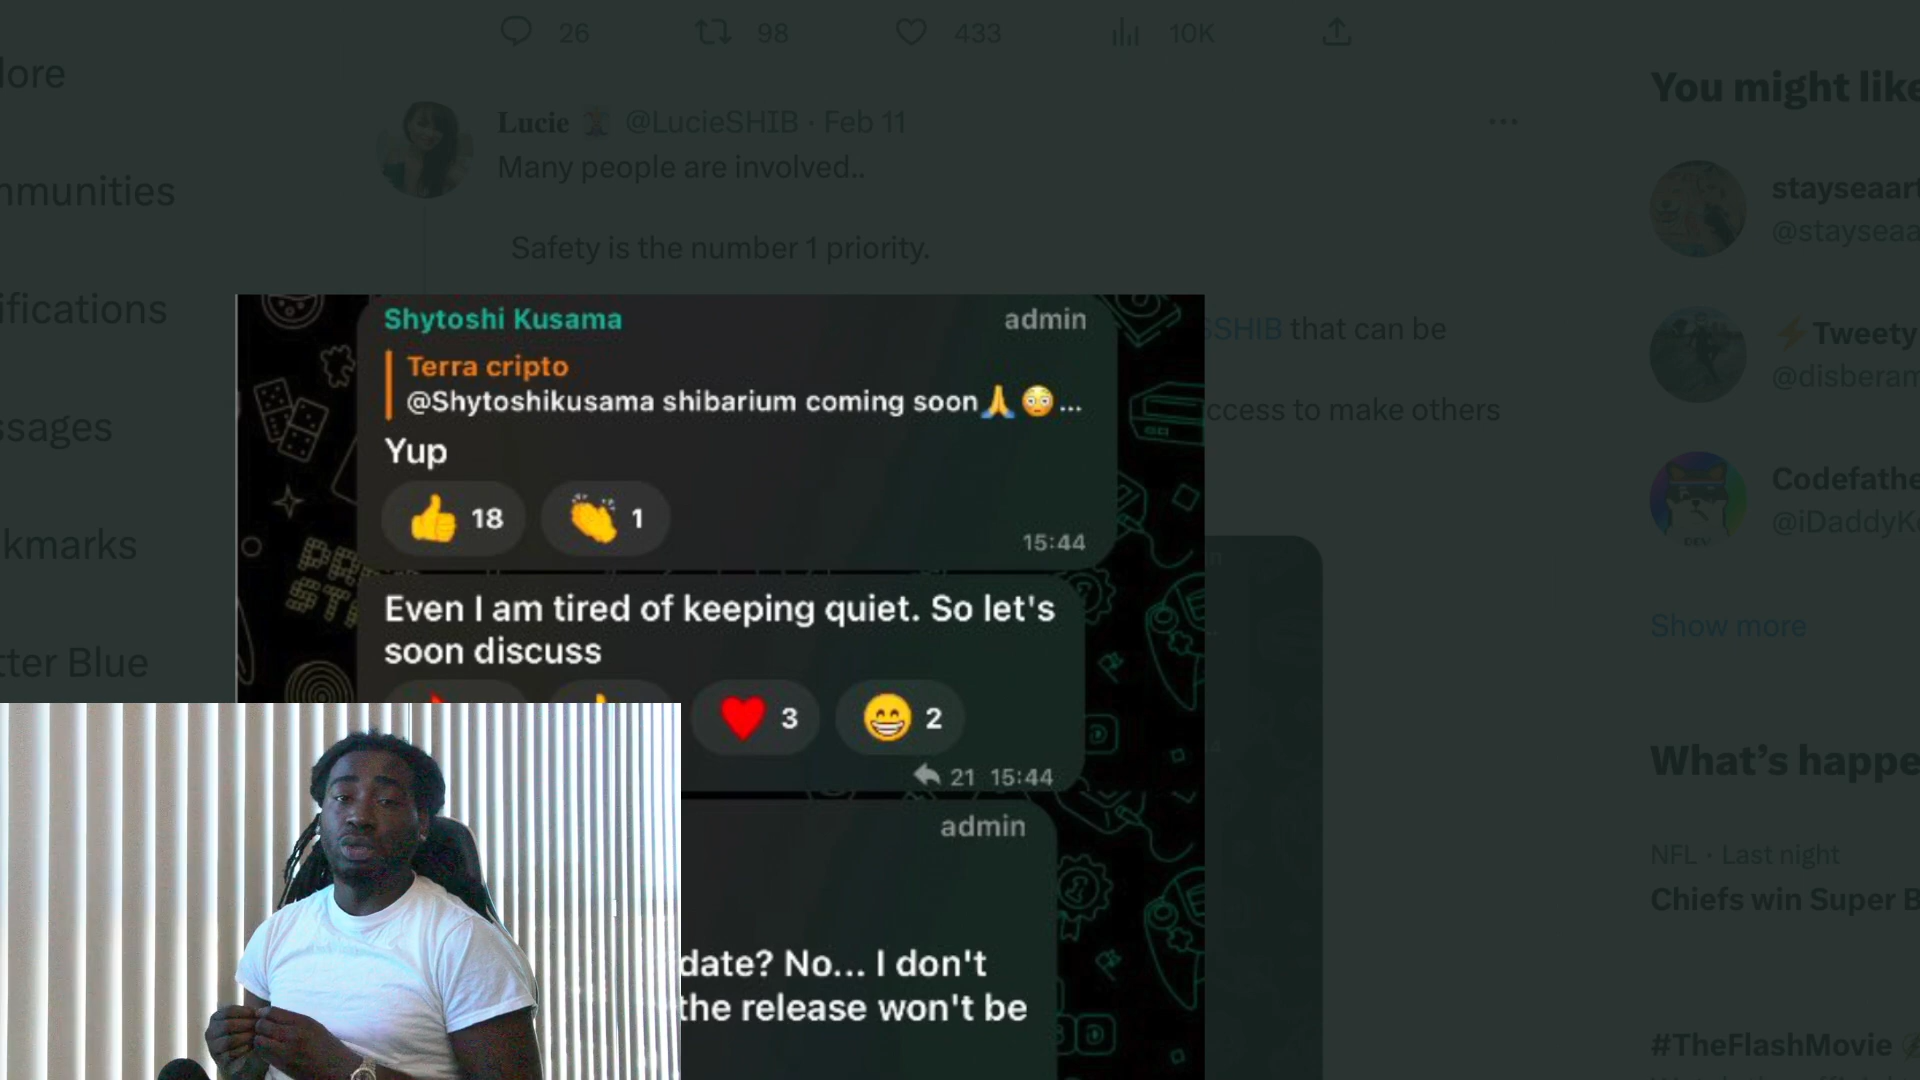 26 98 433 10K
Lucie @LucieSHIB · Feb 11
Many people are involved..
Safety is the number 1 priority.
SSHIB that can be
ccess to make others
lore
mmunities
ifications
ssages
kmarks
tter Blue
Shytoshi Kusama admin
Terra cripto
@Shytoshikusama shibarium coming soon🙏😳...
Yup
👍 18 👏 1
15:44
Even I am tired of keeping quiet. So let's
soon discuss
❤️ 3 😁 2
21 15:44
admin
date? No... I don't
the release won't be
You might like
stayseaart
@stayseaa
⚡Tweety
@disberam
Codefathe
@iDaddyK
DEV
Show more
What's happe
NFL · Last night
Chiefs win Super B
#TheFlashMovie